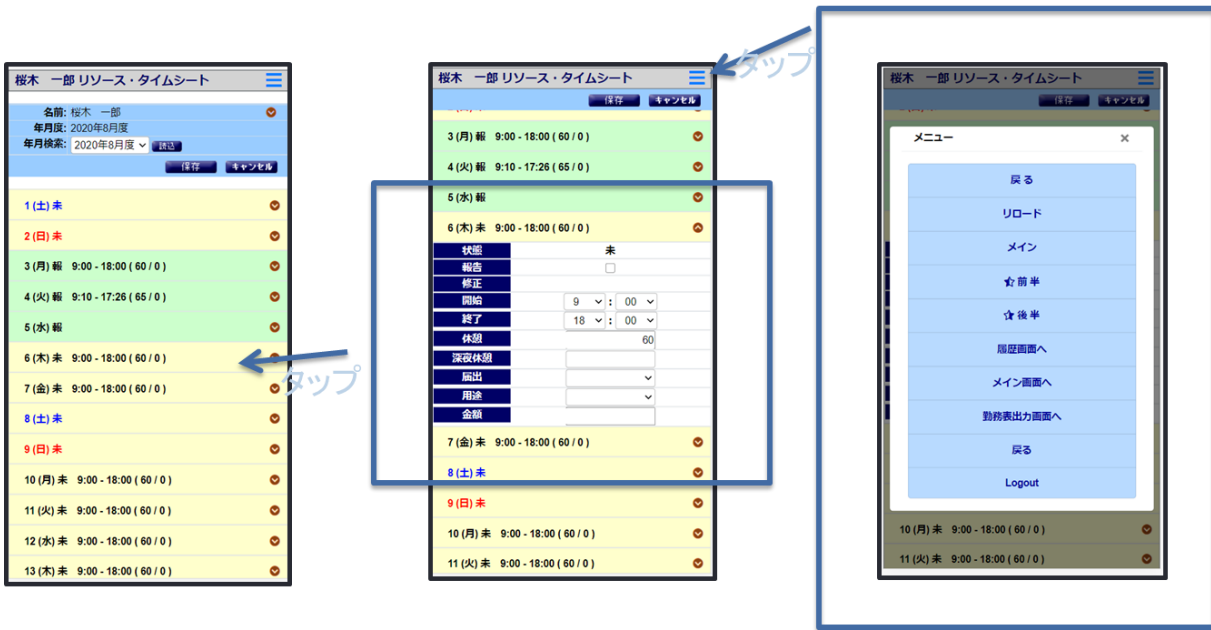 桜木　一郎 リソース・タイムシート
名前: 桜木　一郎
年月度: 2020年8月度
年月検索: 2020年8月度 読込
保存 キャンセル
1 (土) 未
2 (日) 未
3 (月) 報 9:00 - 18:00 ( 60 / 0 )
4 (火) 報 9:10 - 17:26 ( 65 / 0 )
5 (水) 報
6 (木) 未 9:00 - 18:00 ( 60 / 0 )
7 (金) 未 9:00 - 18:00 ( 60 / 0 )
8 (土) 未
9 (日) 未
10 (月) 未 9:00 - 18:00 ( 60 / 0 )
11 (火) 未 9:00 - 18:00 ( 60 / 0 )
12 (水) 未 9:00 - 18:00 ( 60 / 0 )
13 (木) 未 9:00 - 18:00 ( 60 / 0 )
タップ
桜木　一郎 リソース・タイムシート
保存 キャンセル
3 (月) 報 9:00 - 18:00 ( 60 / 0 )
4 (火) 報 9:10 - 17:26 ( 65 / 0 )
5 (水) 報
6 (木) 未 9:00 - 18:00 ( 60 / 0 )
状態 未
報告
修正
開始 9 : 00
終了 18 : 00
休憩 60
深夜休憩
届出
用途
金額
7 (金) 未 9:00 - 18:00 ( 60 / 0 )
8 (土) 未
9 (日) 未
10 (月) 未 9:00 - 18:00 ( 60 / 0 )
11 (火) 未 9:00 - 18:00 ( 60 / 0 )
タップ
桜木　一郎 リソース・タイムシート
保存 キャンセル
メニュー ×
戻る
リロード
メイン
前半
後半
履歴画面へ
メイン画面へ
勤務表出力画面へ
戻る
Logout
10 (月) 未 9:00 - 18:00 ( 60 / 0 )
11 (火) 未 9:00 - 18:00 ( 60 / 0 )